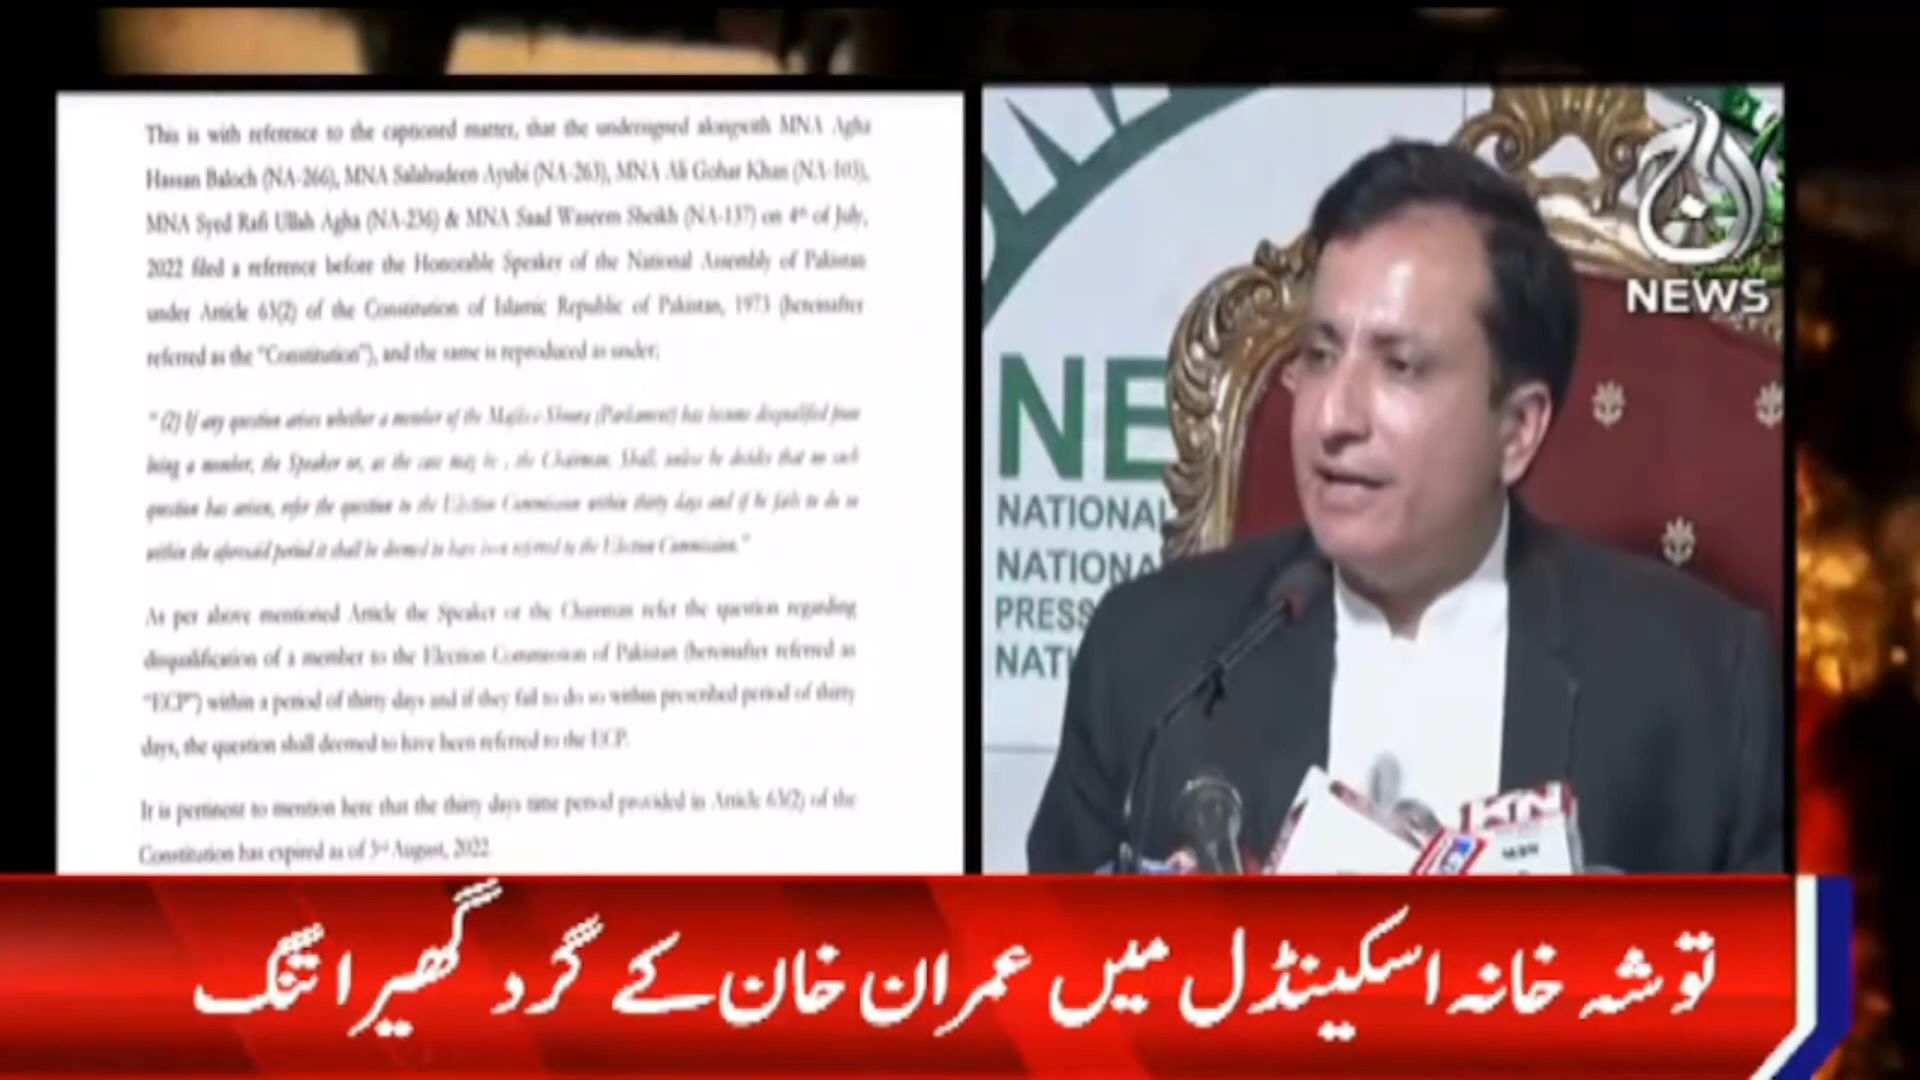 This is with reference to the captioned matter, that the undersigned alongwith MNA Agha
Hassan Baloch (NA-266), MNA Salahudeen Ayubi (NA-263), MNA Ali Gohar Khan (NA-103),
MNA Syed Rafi Ullah Agha (NA-236) & MNA Saad Waseem Sheikh (NA-137) on 4th of July,
2022 filed a reference before the Honorable Speaker of the National Assembly of Pakistan
under Article 63(2) of the Constitution of Islamic Republic of Pakistan, 1973 (hereinafter
referred as the "Constitution"), and the same is reproduced as under;
" (2) If any question arises whether a member of the Majlis-e-Shoora (Parliament) has become disqualified from
being a member, the Speaker or, as the case may be , the Chairman, Shall, unless he decides that no such
question has arisen, refer the question to the Election Commission within thirty days and if he fails to do so
within the aforesaid period it shall be deemed to have been referred to the Election Commission."
As per above mentioned Article the Speaker or the Chairman refer the question regarding
disqualification of a member to the Election Commission of Pakistan (hereinafter referred as
"ECP") within a period of thirty days and if they fail to do so within prescribed period of thirty
days, the question shall deemed to have been referred to the ECP.
It is pertinent to mention here that the thirty days time period provided in Article 63(2) of the
Constitution has expired as of 3rd August, 2022.
آج
NEWS
NE
NATIONAL
NATIONA
PRESS
NATI
KN
توشہ خانہ اسکینڈل میں عمران خان کے گرد گھیرا تنگ